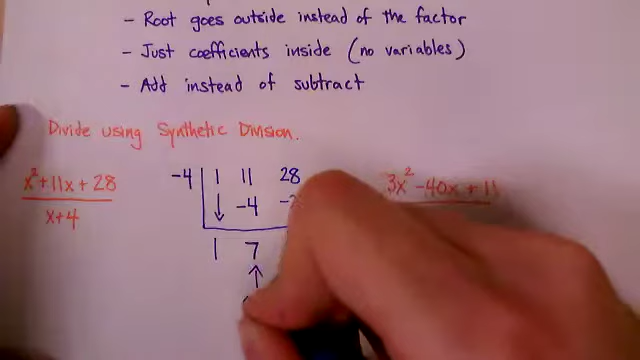 - Root goes outside instead of the factor
- Just coefficients inside (no variables)
- Add instead of subtract
Divide using Synthetic Division.
x²+11x+28
x+4
-4 1 11 28
↓ -4
1 7
↑
3x² -40x + 11